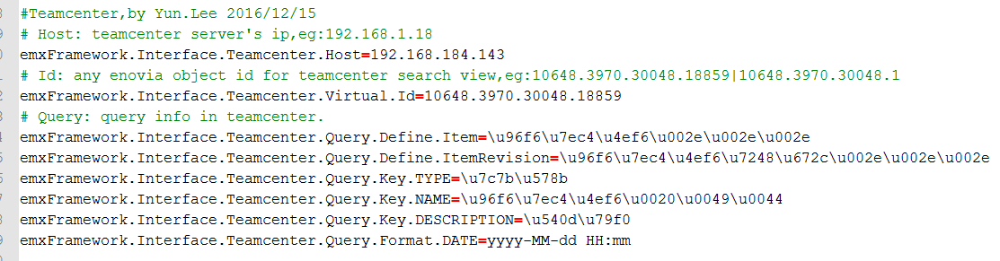 #Teamcenter,by Yun.Lee 2016/12/15
# Host: teamcenter server's ip,eg:192.168.1.18
emxFramework.Interface.Teamcenter.Host=192.168.184.143
# Id: any enovia object id for teamcenter search view,eg:10648.3970.30048.18859|10648.3970.30048.1
emxFramework.Interface.Teamcenter.Virtual.Id=10648.3970.30048.18859
# Query: query info in teamcenter.
emxFramework.Interface.Teamcenter.Query.Define.Item=\u96f6\u7ec4\u4ef6\u002e\u002e\u002e
emxFramework.Interface.Teamcenter.Query.Define.ItemRevision=\u96f6\u7ec4\u4ef6\u7248\u672c\u002e\u002e\u002e
emxFramework.Interface.Teamcenter.Query.Key.TYPE=\u7c7b\u578b
emxFramework.Interface.Teamcenter.Query.Key.NAME=\u96f6\u7ec4\u4ef6\u0020\u0049\u0044
emxFramework.Interface.Teamcenter.Query.Key.DESCRIPTION=\u540d\u79f0
emxFramework.Interface.Teamcenter.Query.Format.DATE=yyyy-MM-dd HH:mm